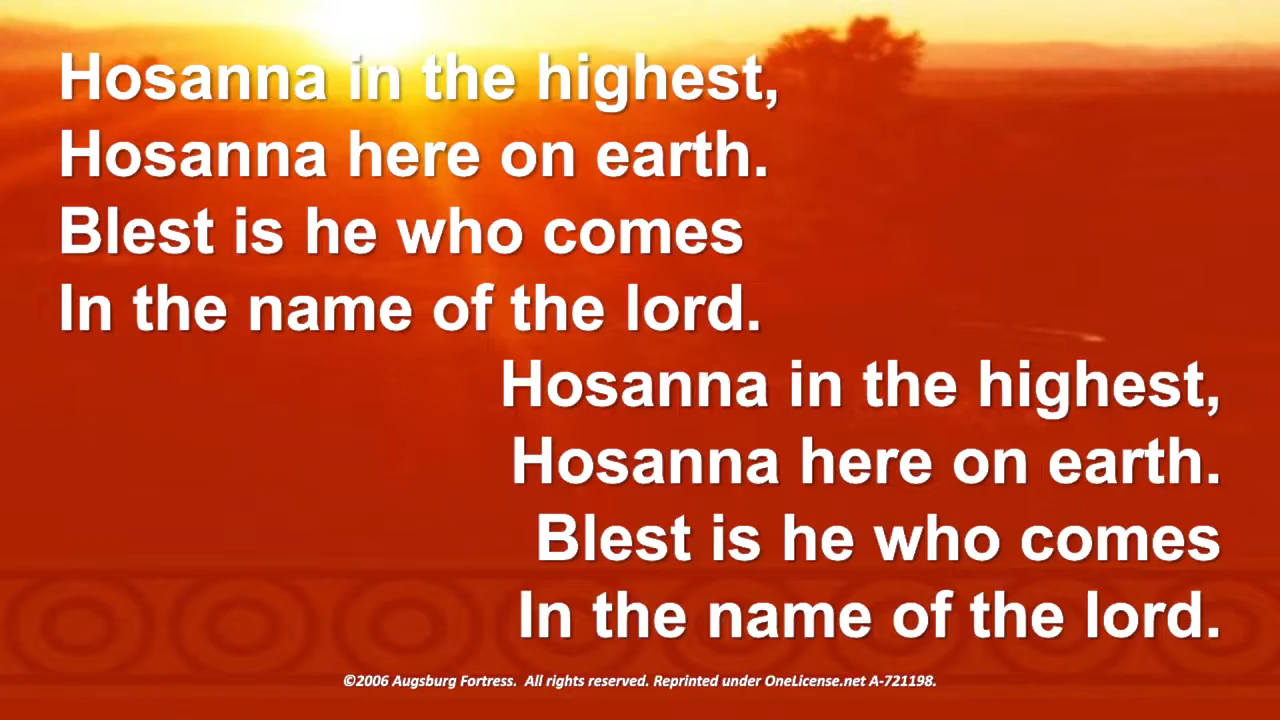 Hosanna in the highest,
Hosanna here on earth.
Blest is he who comes
In the name of the lord.
Hosanna in the highest,
Hosanna here on earth.
Blest is he who comes
In the name of the lord.
©2006 Augsburg Fortress. All rights reserved. Reprinted under OneLicense.net A-721198.